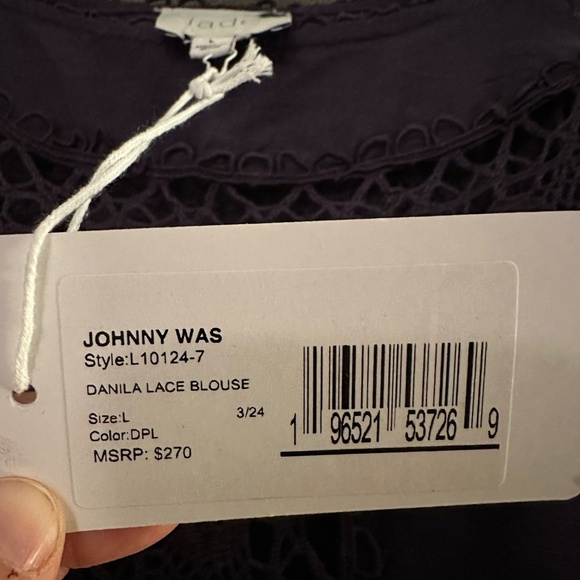 L
JOHNNY WAS
Style:L10124-7
DANILA LACE BLOUSE
Size:L 3/24
Color:DPL
MSRP: $270
1 96521 53726 9